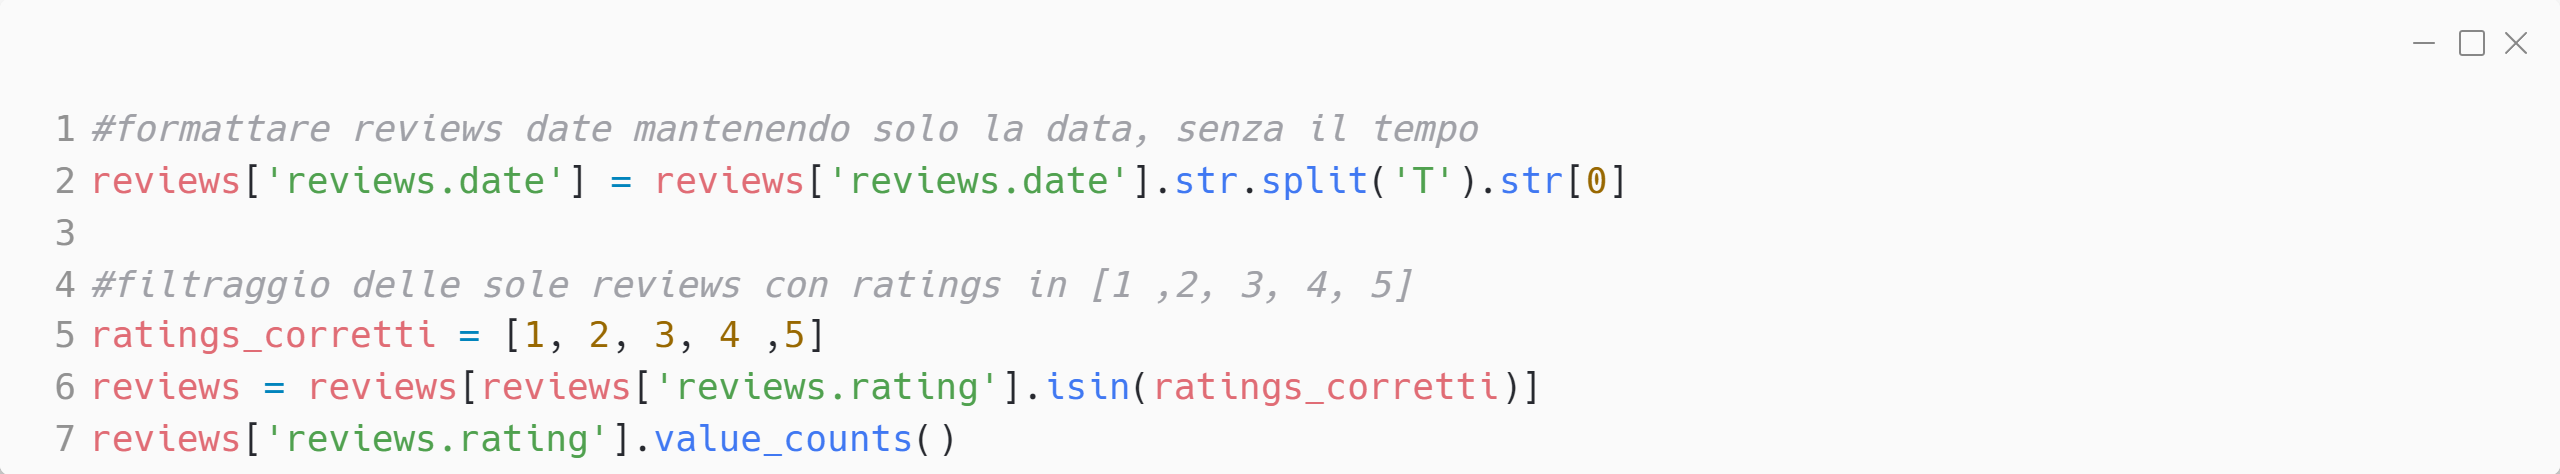 1 #formattare reviews date mantenendo solo la data, senza il tempo
2 reviews['reviews.date'] = reviews['reviews.date'].str.split('T').str[0]
3
4 #filtraggio delle sole reviews con ratings in [1 ,2, 3, 4, 5]
5 ratings_corretti = [1, 2, 3, 4 ,5]
6 reviews = reviews[reviews['reviews.rating'].isin(ratings_corretti)]
7 reviews['reviews.rating'].value_counts()